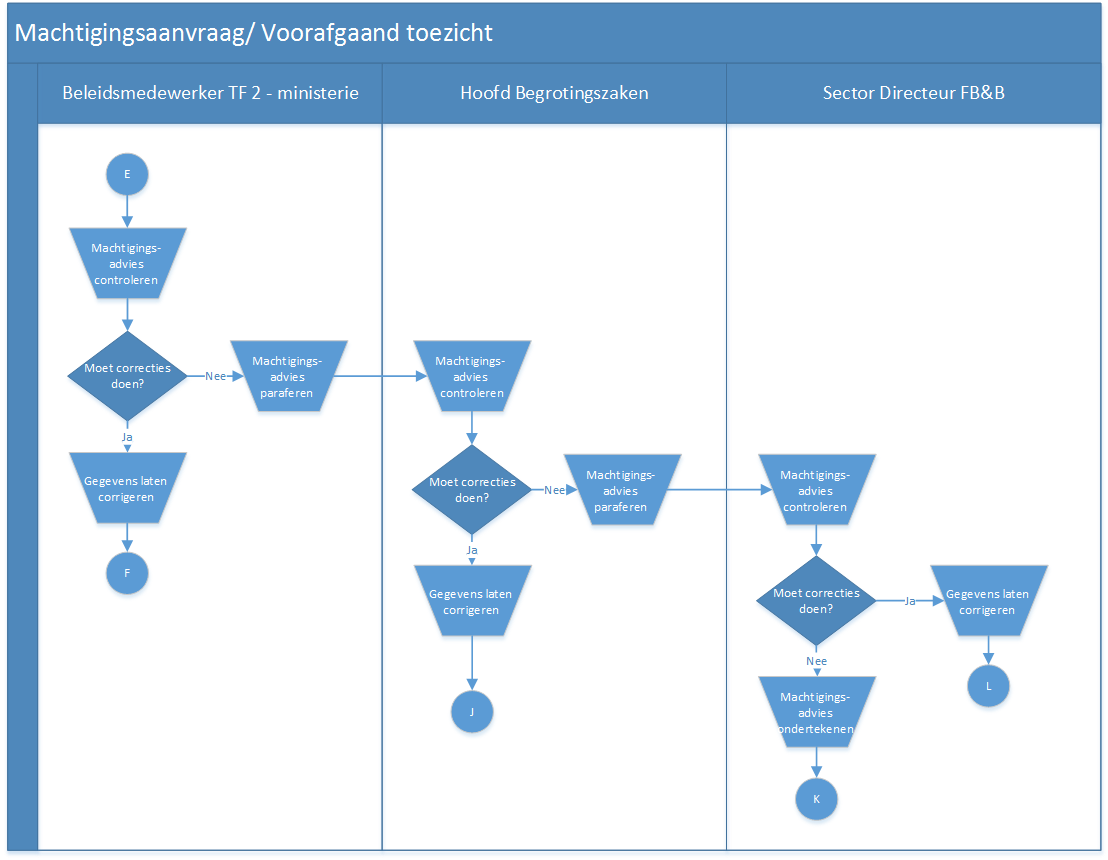 Machtigingsaanvraag/ Voorafgaand toezicht
Beleidsmedewerker TF 2 - ministerie
Hoofd Begrotingszaken
Sector Directeur FB&B
E
Machtigings-
advies
controleren
Moet correcties
doen?
Nee
Machtigings-
advies
paraferen
Ja
Gegevens laten
corrigeren
F
Machtigings-
advies
controleren
Moet correcties
doen?
Nee
Machtigings-
advies
paraferen
Ja
Gegevens laten
corrigeren
J
Machtigings-
advies
controleren
Moet correcties
doen?
Ja
Gegevens laten
corrigeren
L
Nee
Machtigings-
advies
ondertekenen
K